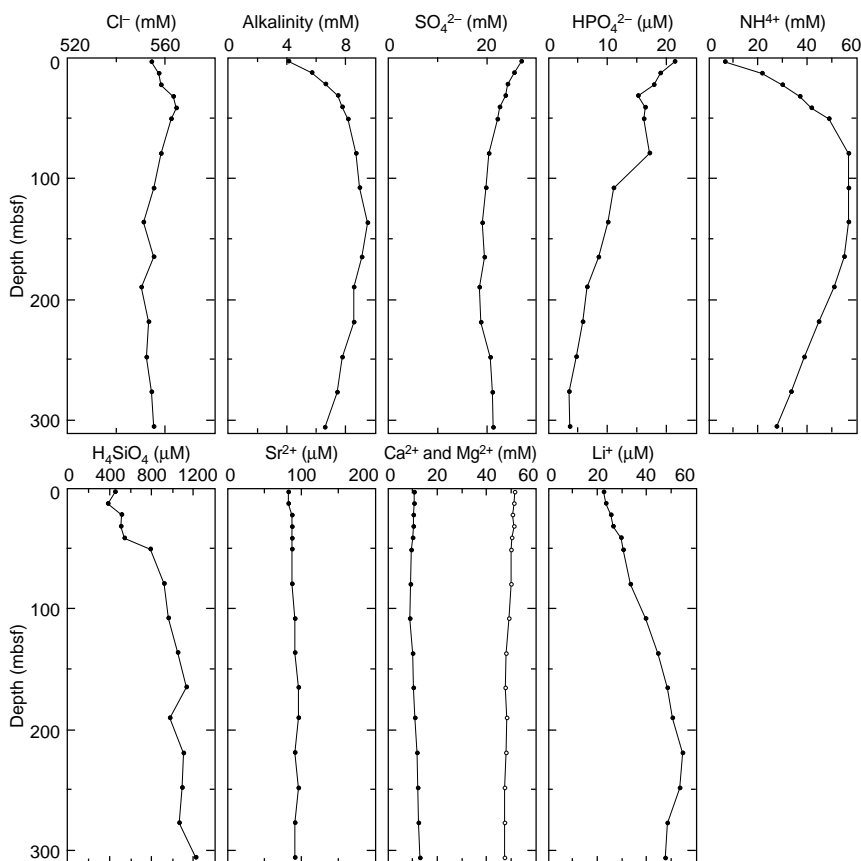 Cl⁻ (mM) Alkalinity (mM) SO₄²⁻ (mM) HPO₄²⁻ (µM) NH⁴⁺ (mM)
520 560 0 4 8 0 20 0 10 20 0 20 40 60
0
100
200
300
Depth (mbsf)
H₄SiO₄ (µM) Sr²⁺ (µM) Ca²⁺ and Mg²⁺ (mM) Li⁺ (µM)
0 400 800 1200 0 100 200 0 20 40 60 0 20 40 60
0
100
200
300
Depth (mbsf)